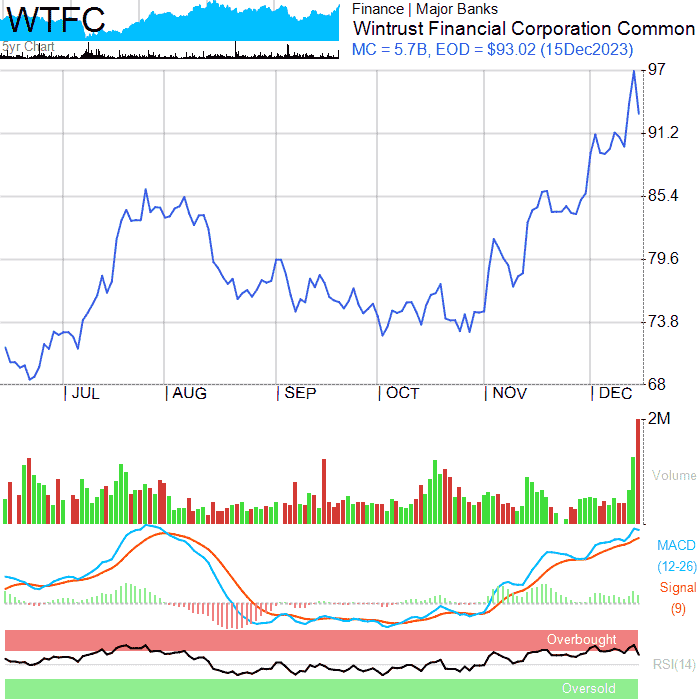 WTFC
5yr Chart
Finance | Major Banks
Wintrust Financial Corporation Common
MC = 5.7B, EOD = $93.02 (15Dec2023)
97
91.2
85.4
79.6
73.8
68
| JUL
| AUG
| SEP
| OCT
| NOV
| DEC
2M
Volume
MACD
(12-26)
Signal
(9)
Overbought
RSI(14)
Oversold